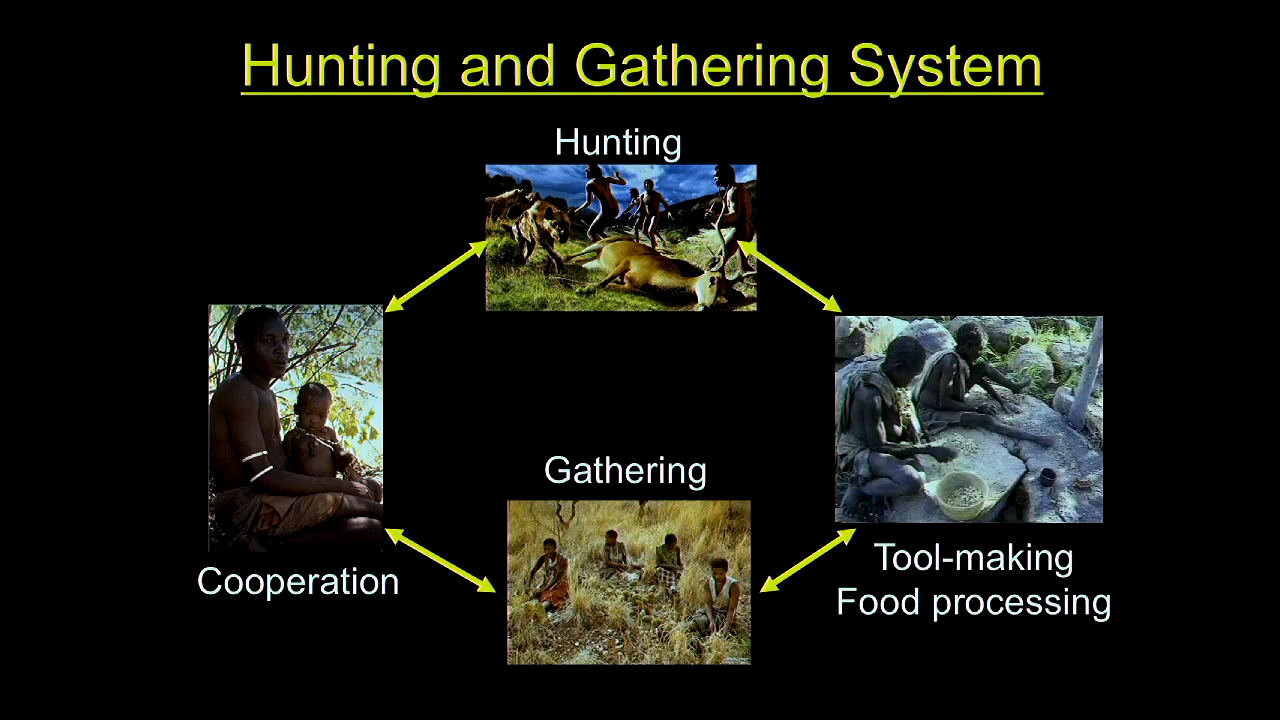 Hunting and Gathering System
Hunting
Gathering
Cooperation
Tool-making
Food processing